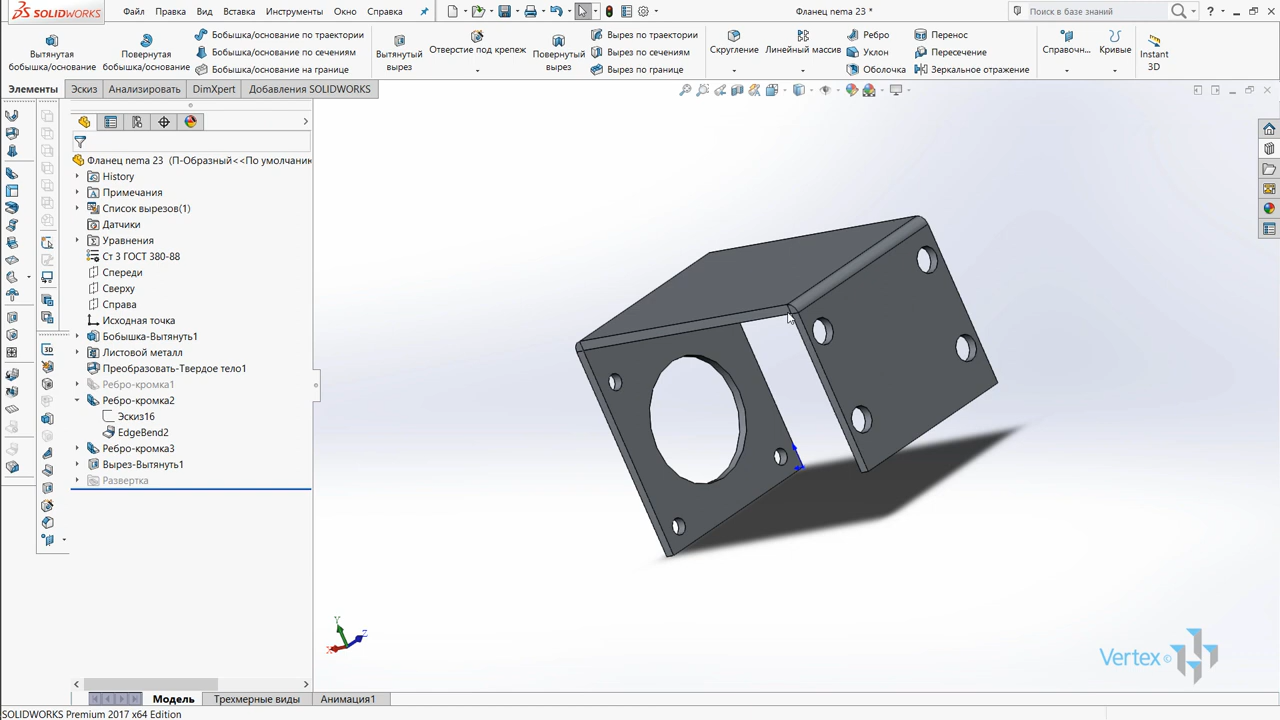 SOLIDWORKS
Файл
Правка
Вид
Вставка
Инструменты
Окно
Справка
Фланец nema 23 *
Поиск в базе знаний
?
Вытянутая
бобышка/основание
Повернутая
бобышка/основание
Бобышка/основание по траектории
Бобышка/основание по сечениям
Бобышка/основание на границе
Вытянутый
вырез
Отверстие под крепеж
Повернутый
вырез
Вырез по траектории
Вырез по сечениям
Вырез по границе
Скругление
Линейный массив
Ребро
Уклон
Оболочка
Перенос
Пересечение
Зеркальное отражение
Справочн...
Кривые
Instant
3D
Элементы
Эскиз
Анализировать
DimXpert
Добавления SOLIDWORKS
Фланец nema 23 (П-Образный<<По умолчани
History
Примечания
Список вырезов(1)
Датчики
Уравнения
Ст 3 ГОСТ 380-88
Спереди
Сверху
Справа
Исходная точка
Бобышка-Вытянуть1
Листовой металл
Преобразовать-Твердое тело1
Ребро-кромка1
Ребро-кромка2
Эскиз16
EdgeBend2
Ребро-кромка3
Вырез-Вытянуть1
Развертка
Y
Z
X
Vertex©
Модель
Трехмерные виды
Анимация1
SOLIDWORKS Premium 2017 x64 Edition